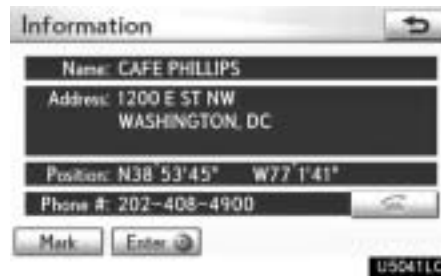 Information
Name: CAFE PHILLIPS
Address: 1200 E ST NW
WASHINGTON, DC
Position: N38°53'45" W77°1'41"
Phone #: 202-408-4900
Mark Enter
U5041LC